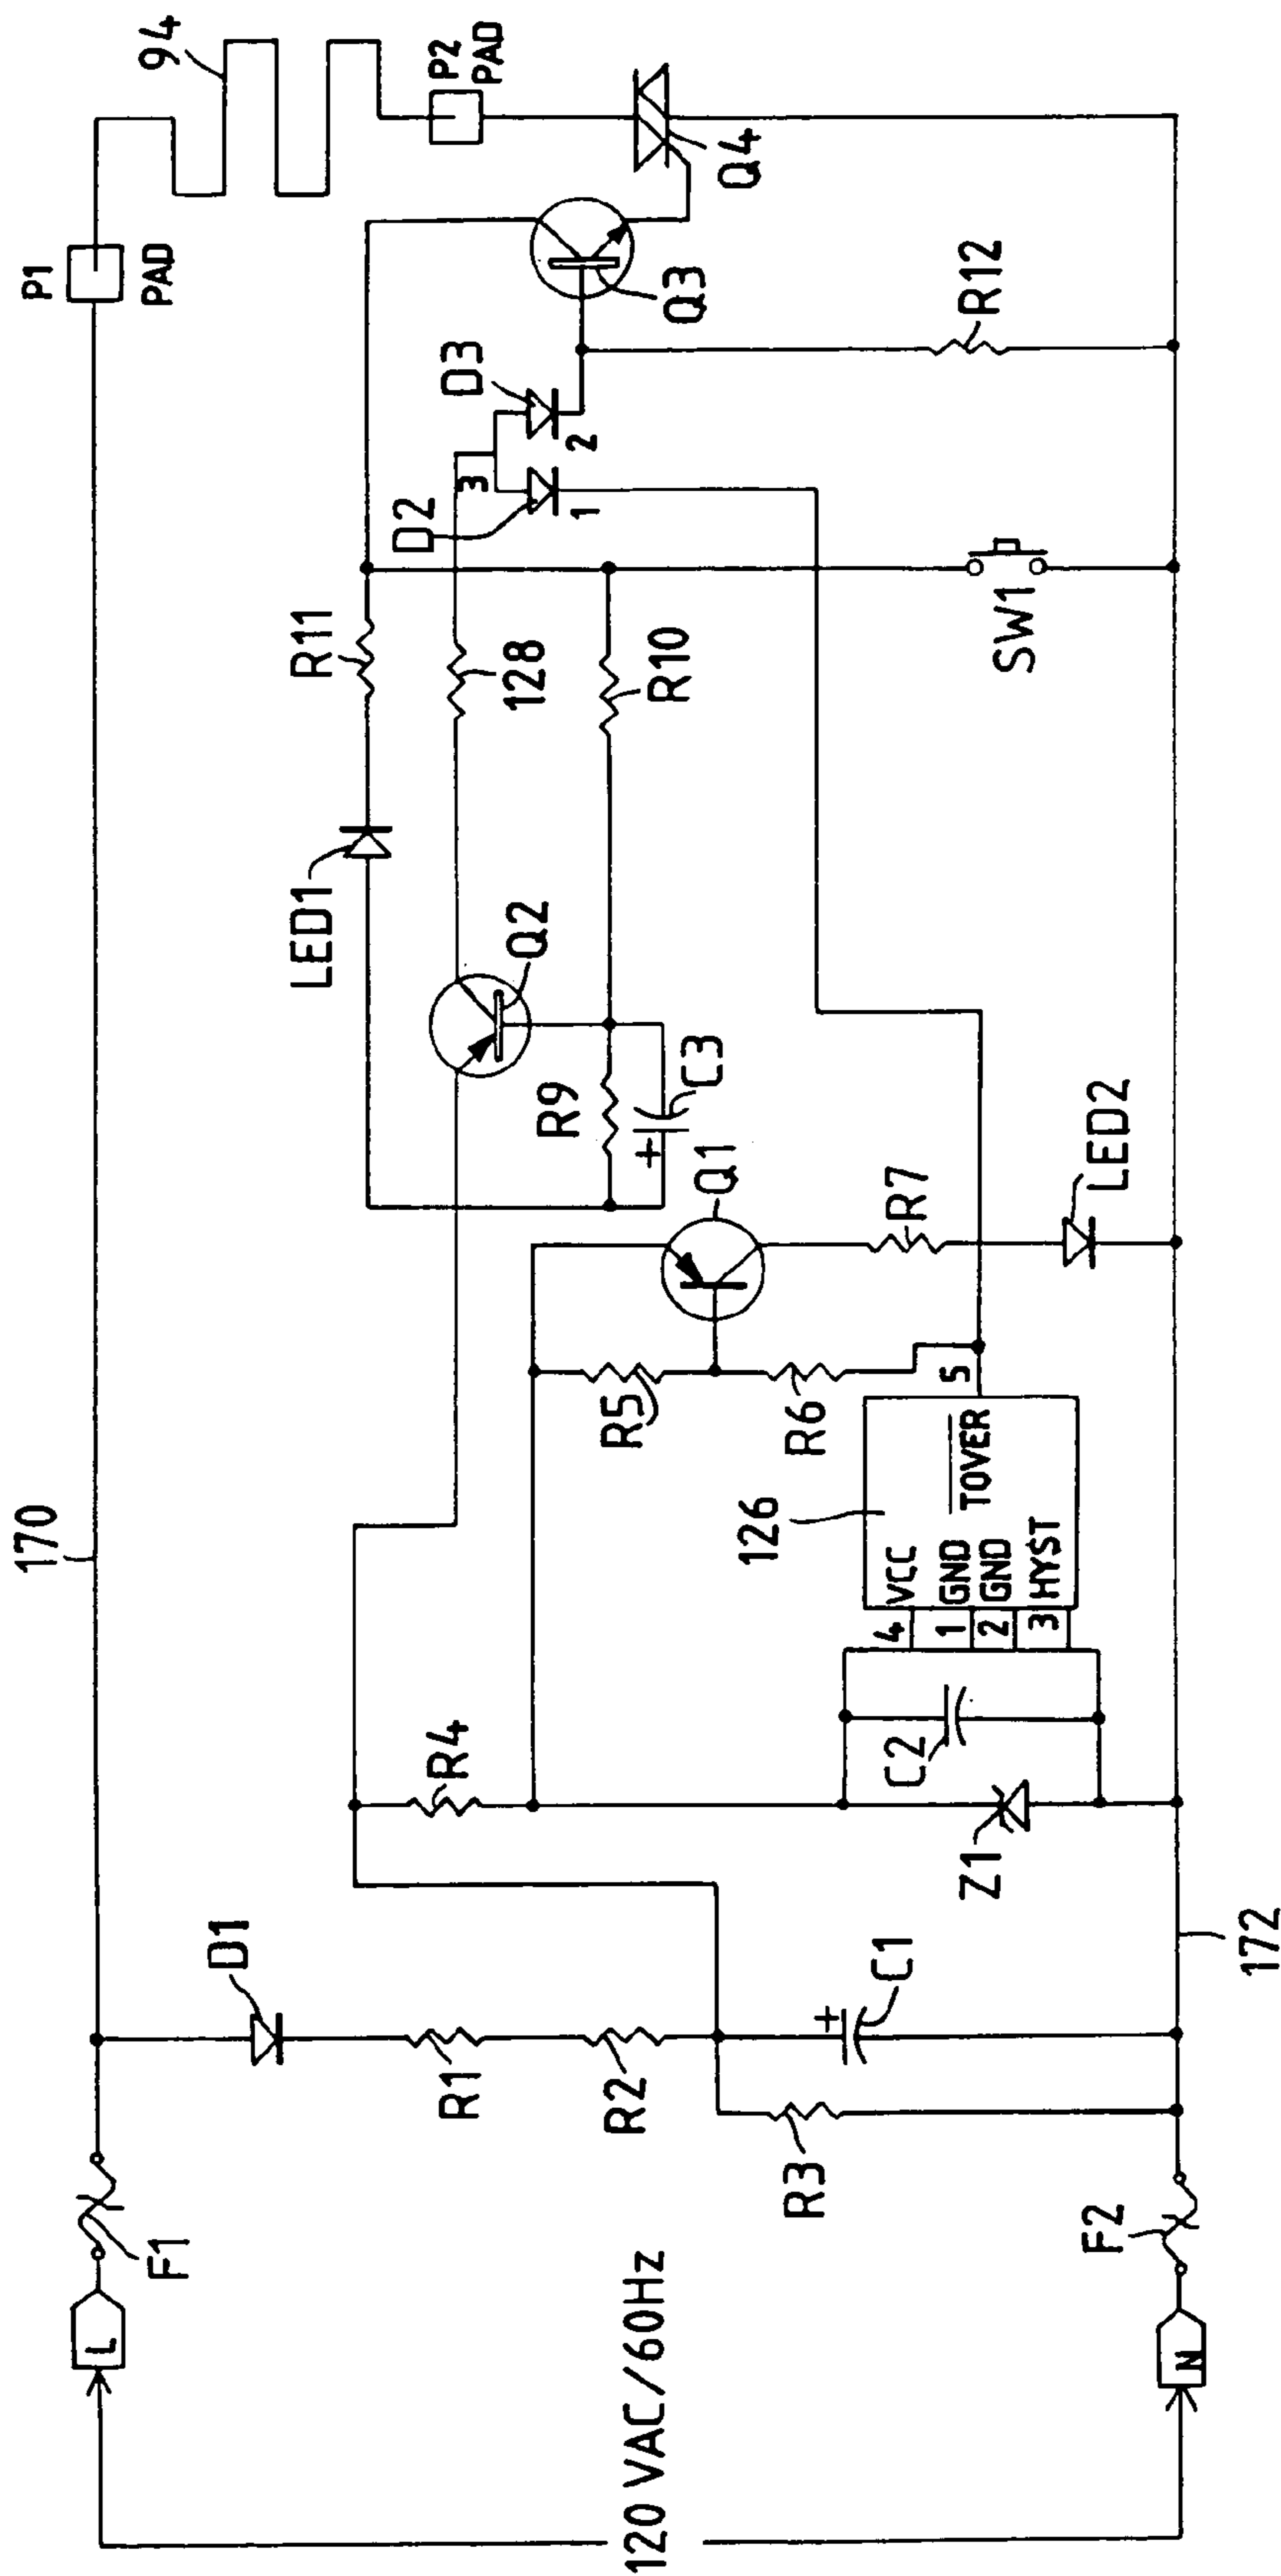 P1
PAD
94
P2
PAD
170
Q4
Q3
D3
2
3
D2
1
R12
R11
128
LED1
Q2
R10
SW1
R9
C3
+
Q1
R7
LED2
R5
R6
5
126
VCC
GND
GND
HYST
TOVER
4
1
2
3
R4
C2
Z1
D1
R1
R2
C1
+
R3
172
F1
F2
L
N
120 VAC/60Hz